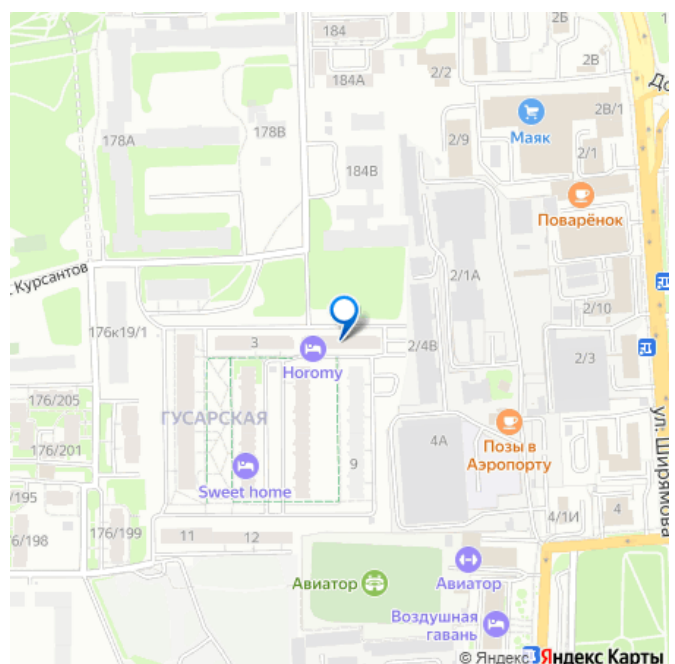 184
2Б
184А
2/2
2В
До
2В/1
Маяк
178А
178В
2/9
2/1
184В
Поварёнок
Курсантов
2/1А
2/10
176к19/1
3
Horomy
2/4В
2/3
176/205
ГУСАРСКАЯ
176/201
9
4А
Позы в
Аэропорту
ул. Ширямова
Sweet home
/195
176/199
4/1И
4
6/198
11
12
Авиатор
Авиатор
Воздушная
гавань
© Яндекс
Яндекс Карты